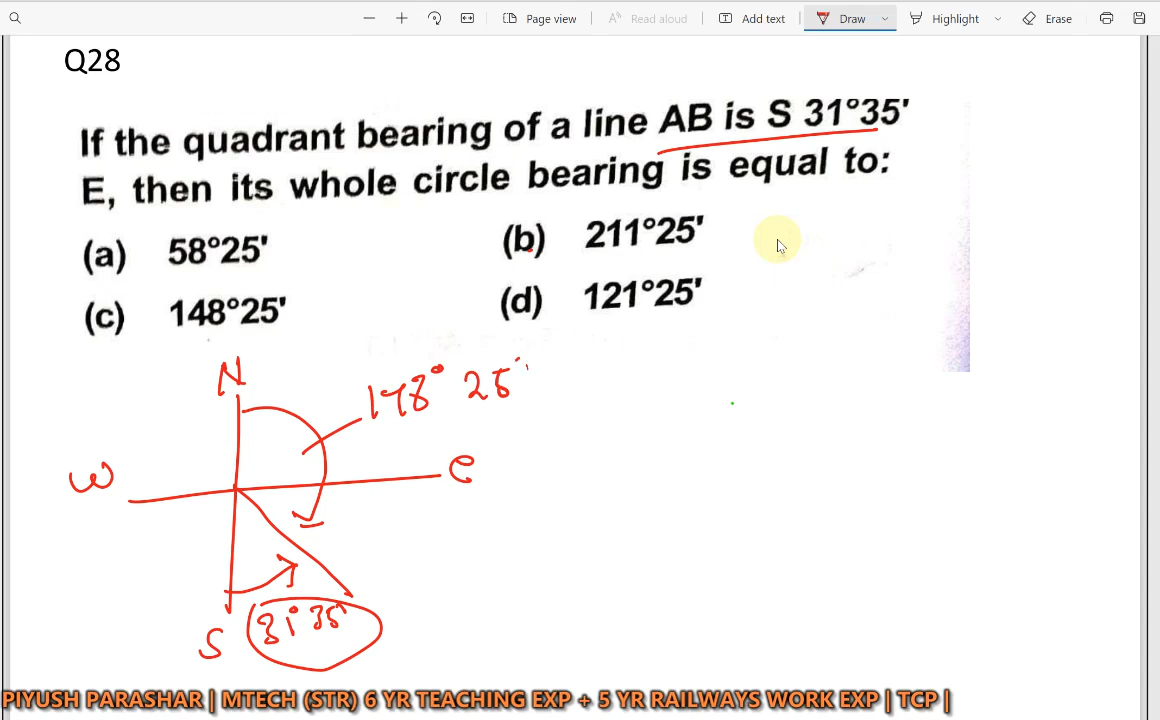 Page view
Read aloud
Add text
Draw
Highlight
Erase
Q28
If the quadrant bearing of a line AB is S 31°35'
E, then its whole circle bearing is equal to:
(a) 58°25' (b) 211°25'
(c) 148°25' (d) 121°25'
N
148° 25'
W
E
S
31° 35'
PIYUSH PARASHAR | MTECH (STR) 6 YR TEACHING EXP + 5 YR RAILWAYS WORK EXP | TCP |